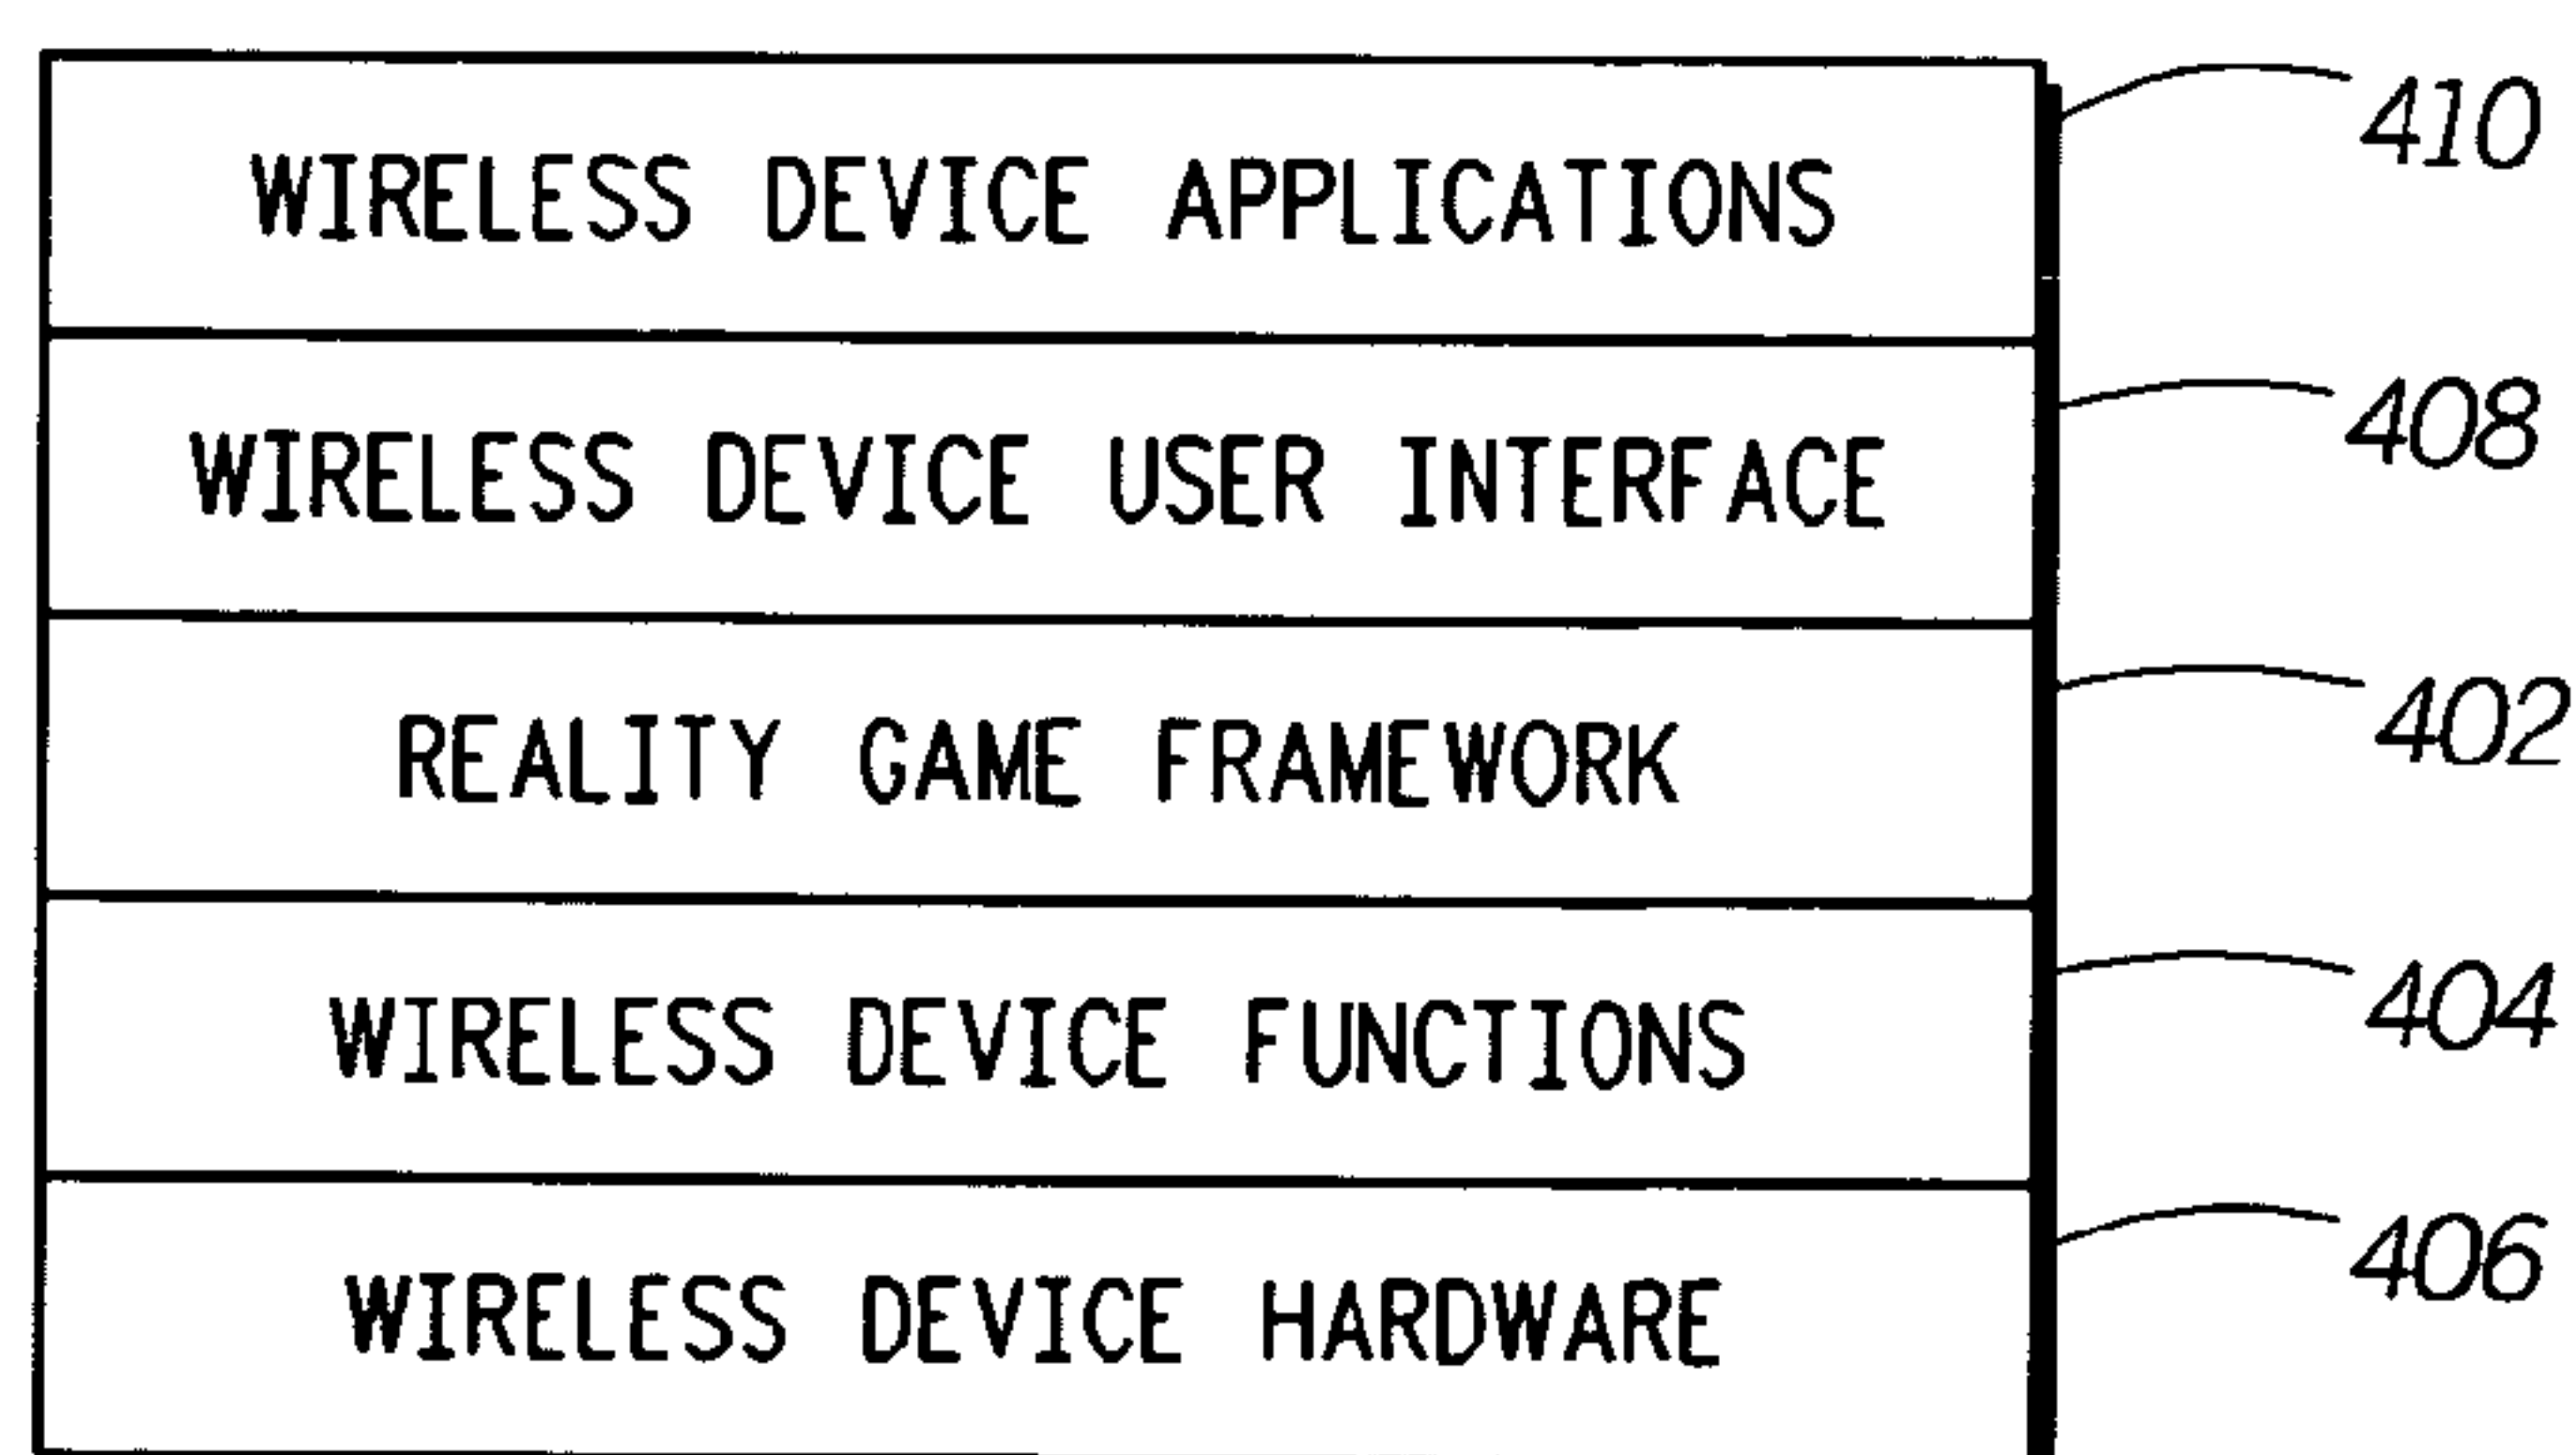 WIRELESS DEVICE APPLICATIONS 410
WIRELESS DEVICE USER INTERFACE 408
REALITY GAME FRAMEWORK 402
WIRELESS DEVICE FUNCTIONS 404
WIRELESS DEVICE HARDWARE 406